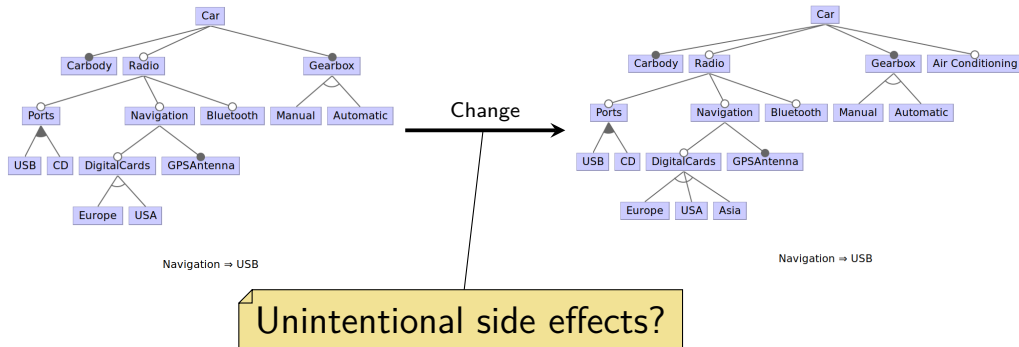 Car
Carbody Radio Gearbox
Ports Navigation Bluetooth Manual Automatic
USB CD DigitalCards GPSAntenna
Europe USA
Navigation ⇒ USB
Change
Car
Carbody Radio Gearbox Air Conditioning
Ports Navigation Bluetooth Manual Automatic
USB CD DigitalCards GPSAntenna
Europe USA Asia
Navigation ⇒ USB
Unintentional side effects?